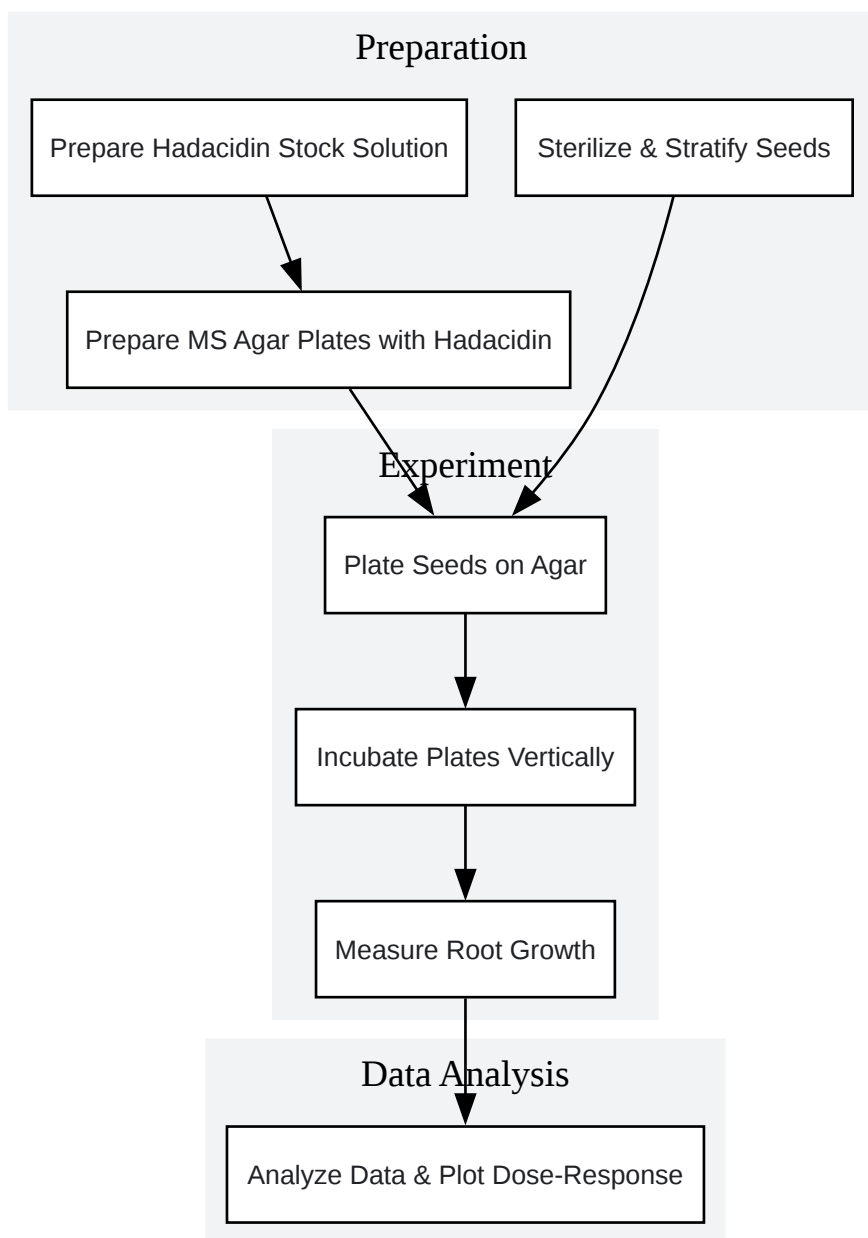 Preparation
Prepare Hadacidin Stock Solution
Sterilize & Stratify Seeds
Prepare MS Agar Plates with Hadacidin
Experiment
Plate Seeds on Agar
Incubate Plates Vertically
Measure Root Growth
Data Analysis
Analyze Data & Plot Dose-Response